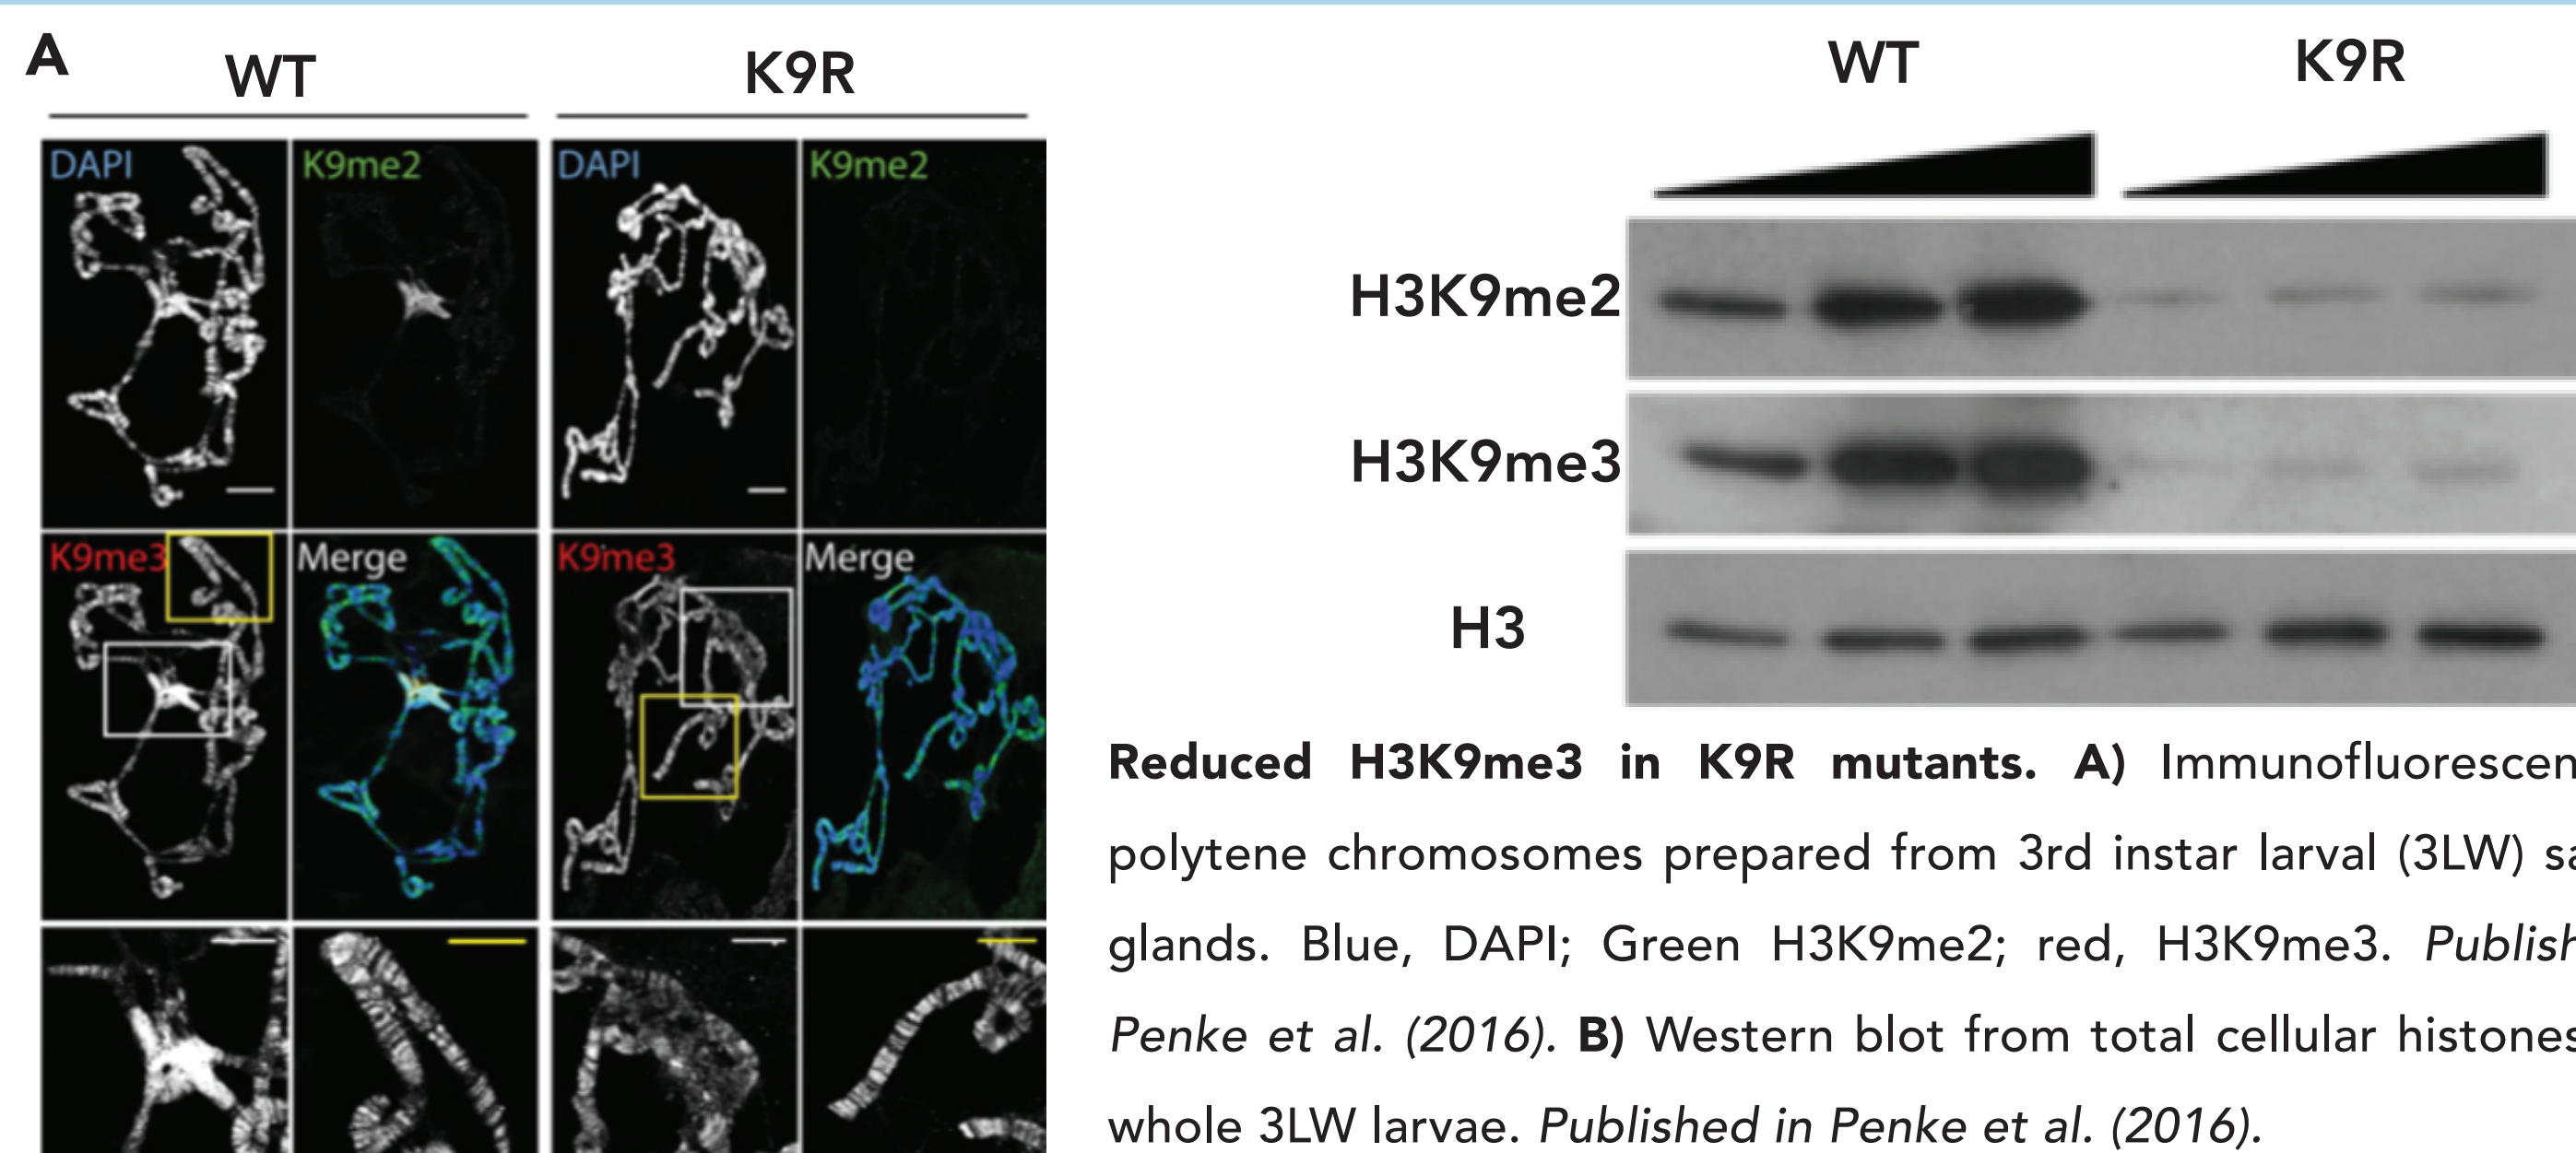 A
WT
K9R
DAPI
K9me2
DAPI
K9me2
K9me3
Merge
K9me3
Merge
WT
K9R
H3K9me2
H3K9me3
H3
Reduced H3K9me3 in K9R mutants. A) Immunofluorescen
polytene chromosomes prepared from 3rd instar larval (3LW) sa
glands. Blue, DAPI; Green H3K9me2; red, H3K9me3. Publish
Penke et al. (2016). B) Western blot from total cellular histones
whole 3LW larvae. Published in Penke et al. (2016).